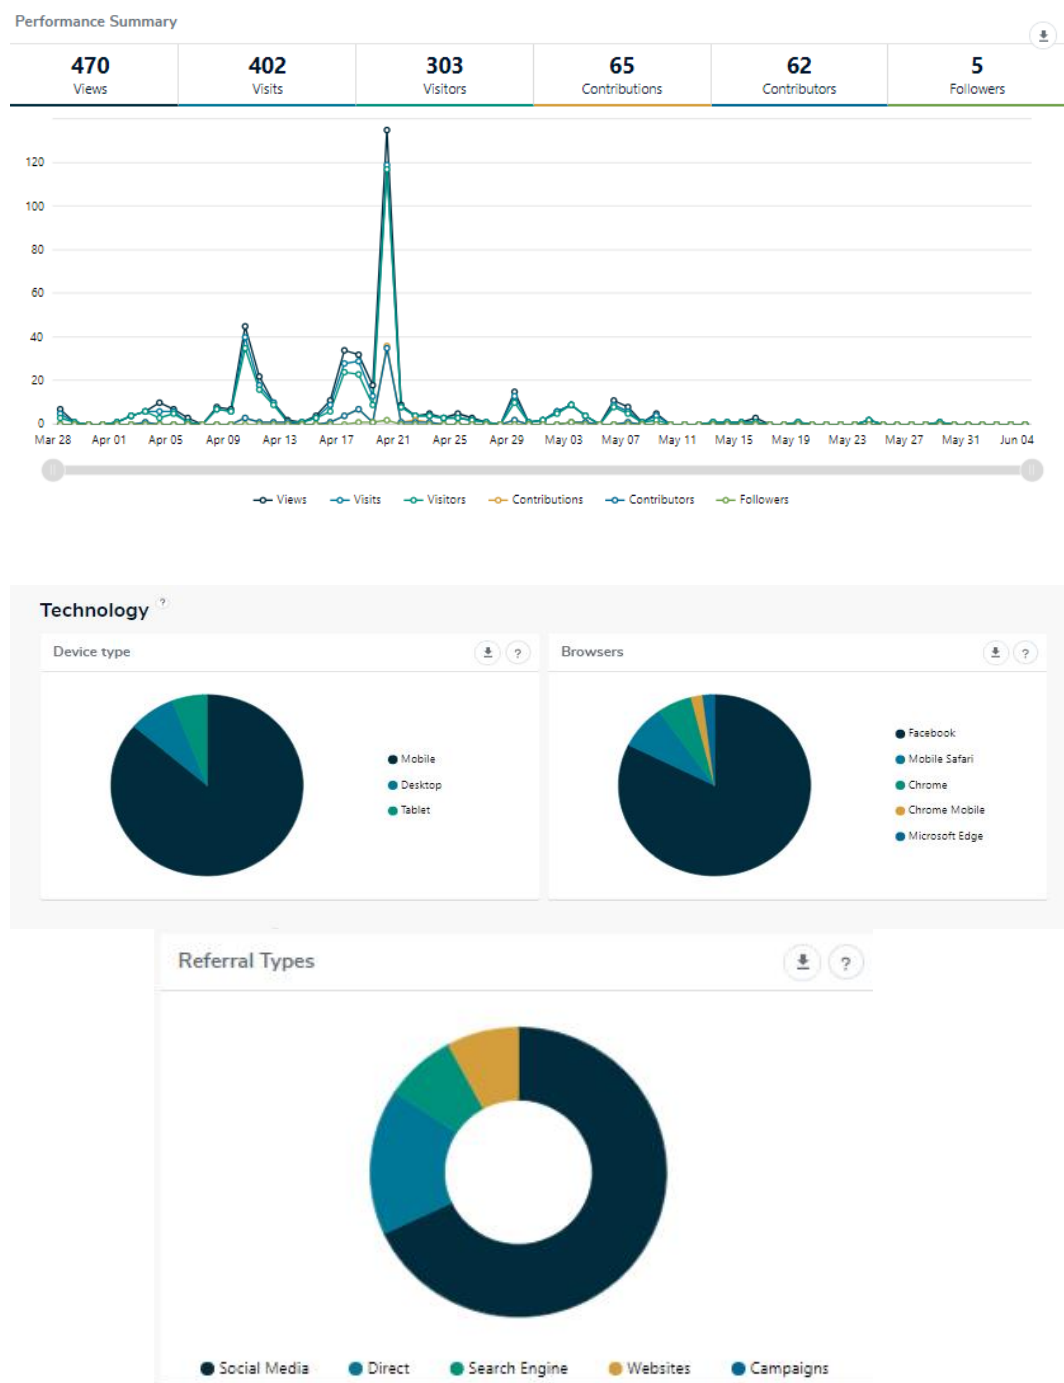 Performance Summary
470 402 303 65 62 5
Views Visits Visitors Contributions Contributors Followers
120
100
80
60
40
20
0
Mar 28 Apr 01 Apr 05 Apr 09 Apr 13 Apr 17 Apr 21 Apr 25 Apr 29 May 03 May 07 May 11 May 15 May 19 May 23 May 27 May 31 Jun 04
Views Visits Visitors Contributions Contributors Followers
Technology ?
Device type ?
Mobile
Desktop
Tablet
Browsers ?
Facebook
Mobile Safari
Chrome
Chrome Mobile
Microsoft Edge
Referral Types ?
Social Media Direct Search Engine Websites Campaigns